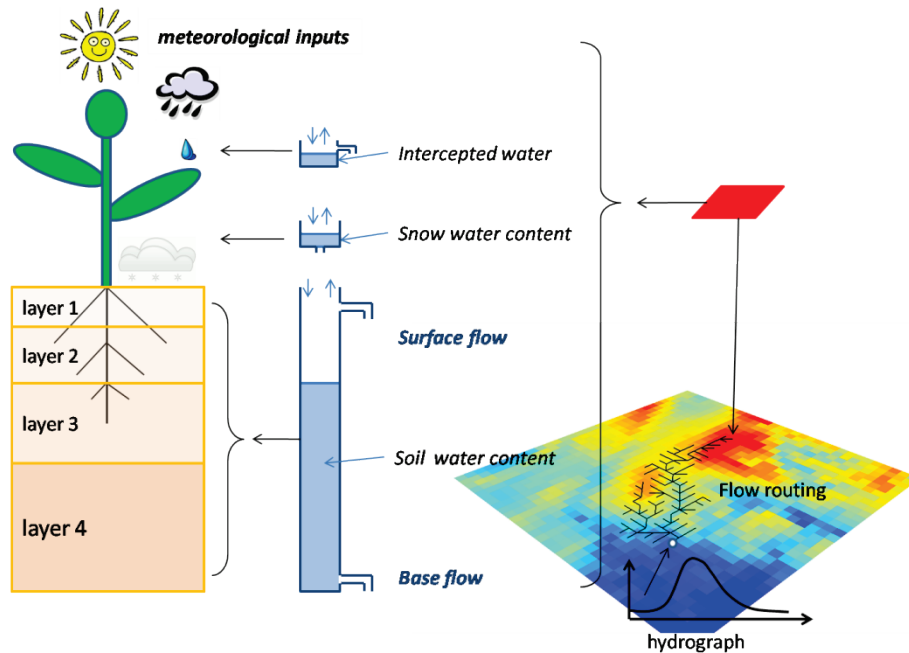 meteorological inputs
Intercepted water
Snow water content
layer 1
Surface flow
layer 2
layer 3
Soil water content
layer 4
Base flow
Flow routing
hydrograph